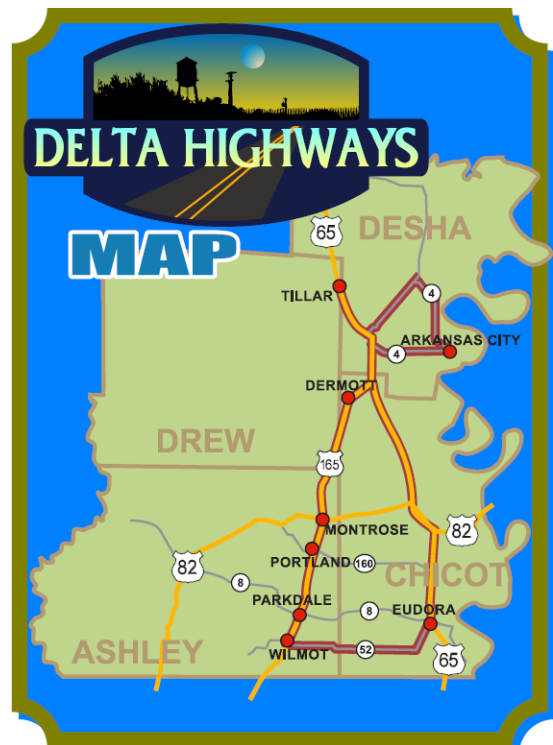 DELTA HIGHWAYS
MAP
65
DESHA
TILLAR
4
ARKANSAS CITY
4
DERMOTT
DREW
165
MONTROSE
82
82
PORTLAND
160
CHICOT
8
PARKDALE
8
EUDORA
ASHLEY
WILMOT
52
65